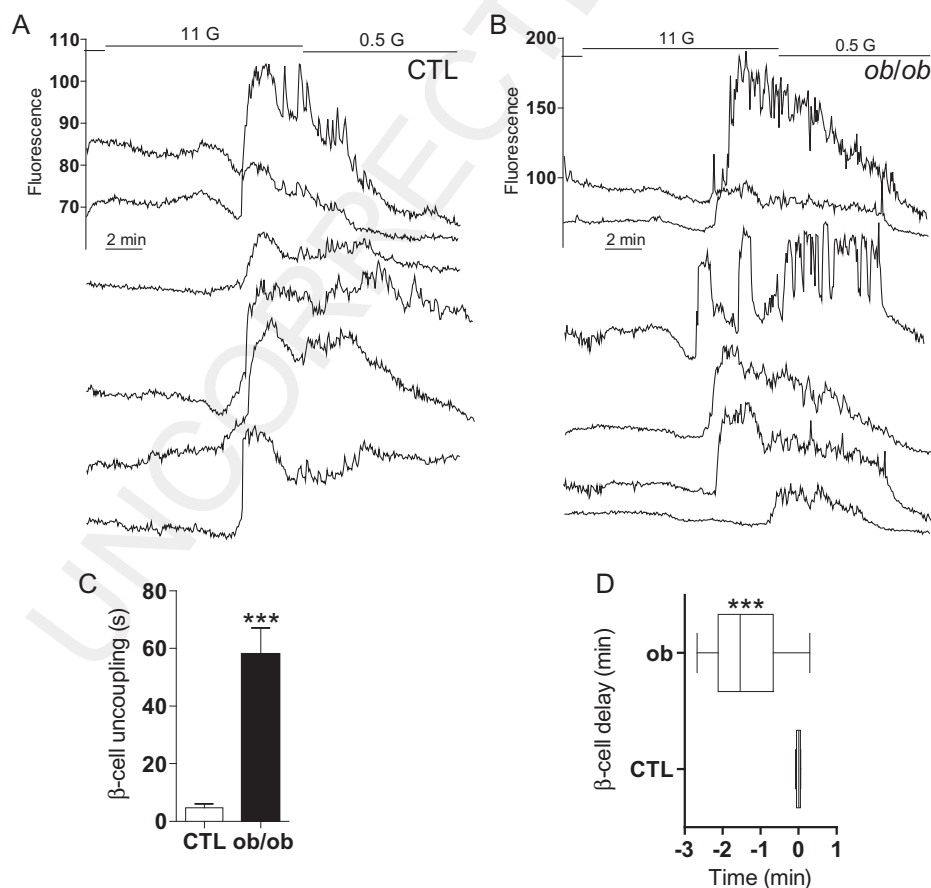 A
110
100
90
80
70
Fluorescence
11 G
0.5 G
CTL
2 min
B
200
150
100
Fluorescence
11 G
0.5 G
ob/ob
2 min
UNCORRECTE
C
80
60
40
20
0
β-cell uncoupling (s)
***
CTL ob/ob
D
β-cell delay (min)
***
ob
CTL
-3 -2 -1 0 1
Time (min)